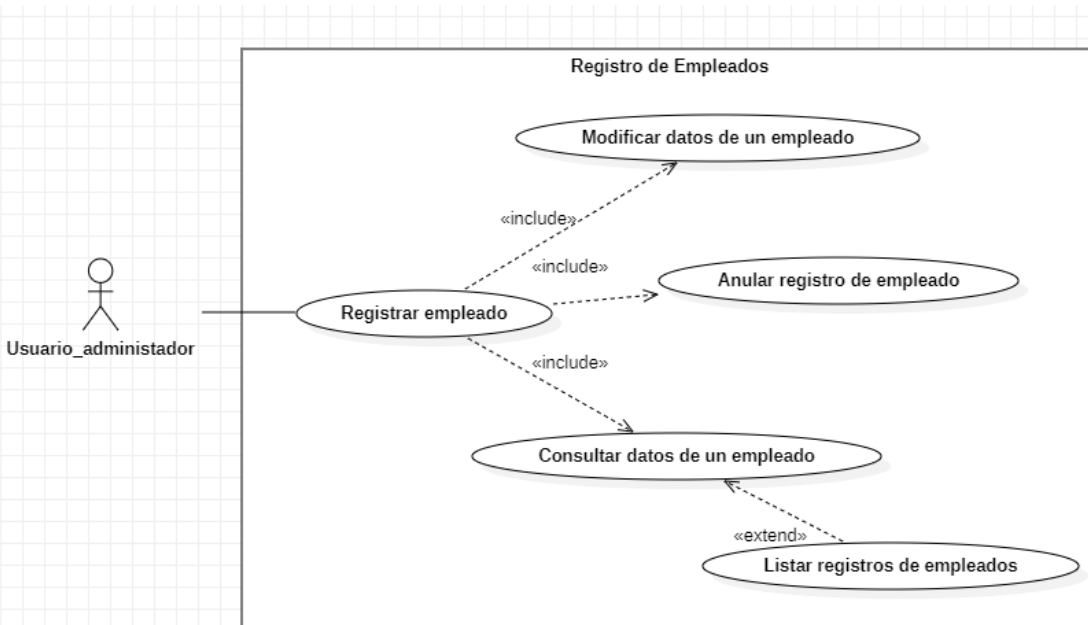 Registro de Empleados
Modificar datos de un empleado
«include»
«include»
Anular registro de empleado
Registrar empleado
Usuario_administador
«include»
Consultar datos de un empleado
«extend»
Listar registros de empleados